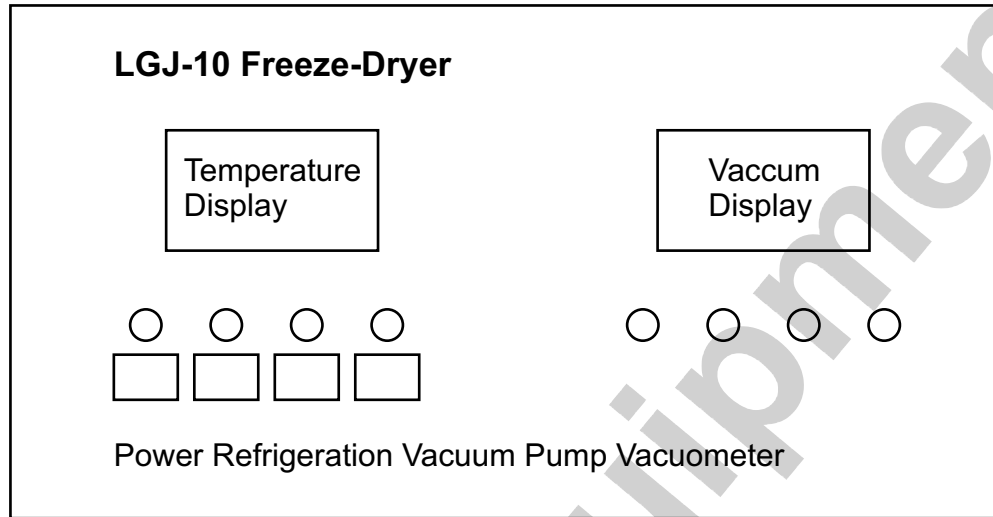 LGJ-10 Freeze-Dryer
Temperature
Display
Vaccum
Display
Power Refrigeration Vacuum Pump Vacuometer